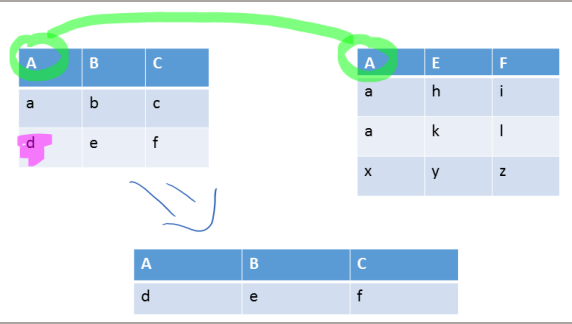 A B C
a b c
d e f
A E F
a h i
a k l
x y z
A B C
d e f